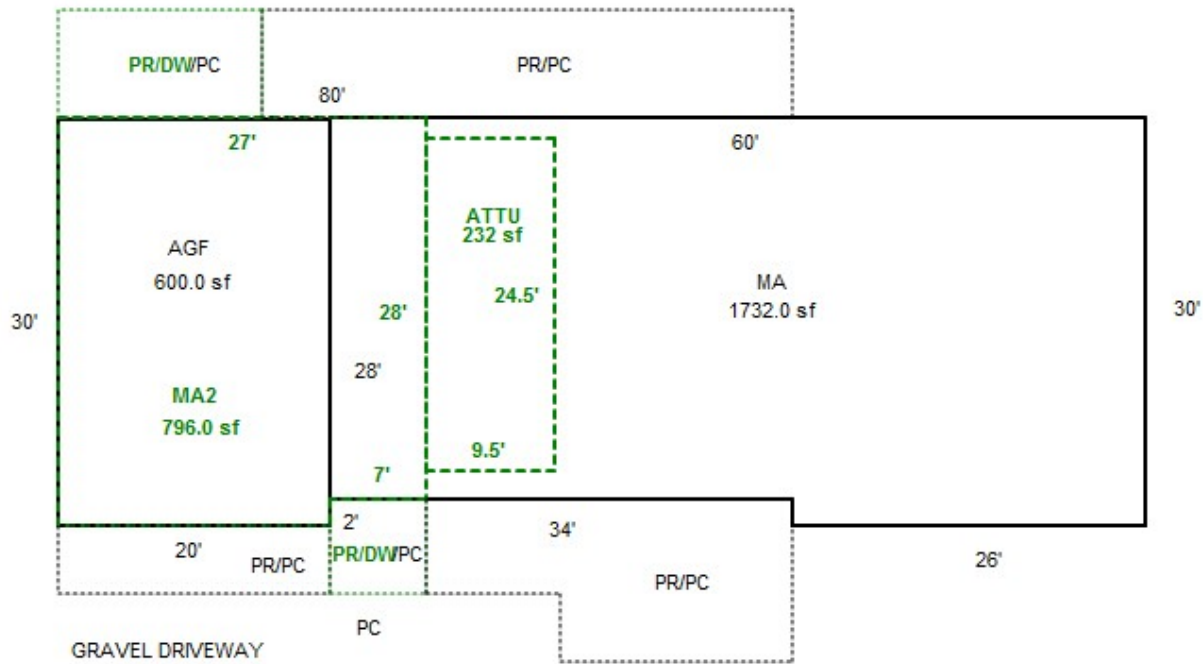 PR/DW/PC
PR/PC
80'
27'
60'
ATTU
232 sf
AGF
600.0 sf
MA
1732.0 sf
24.5'
28'
30'
30'
28'
MA2
796.0 sf
9.5'
7'
2'
34'
20'
PR/PC
PR/DW/PC
26'
PR/PC
PC
GRAVEL DRIVEWAY